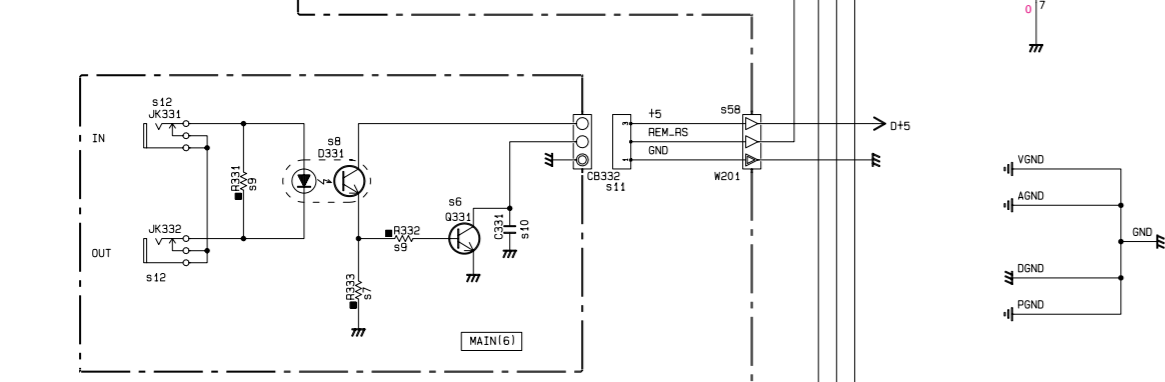 0
7
s12
JK331
IN
R331
s9
s8
D331
JK332
OUT
s12
R332
s9
R333
s7
s6
Q331
C331
s10
MAIN(6)
CB332
s11
3
1
+5
REM_RS
GND
s58
W201
D+5
VGND
AGND
GND
DGND
PGND